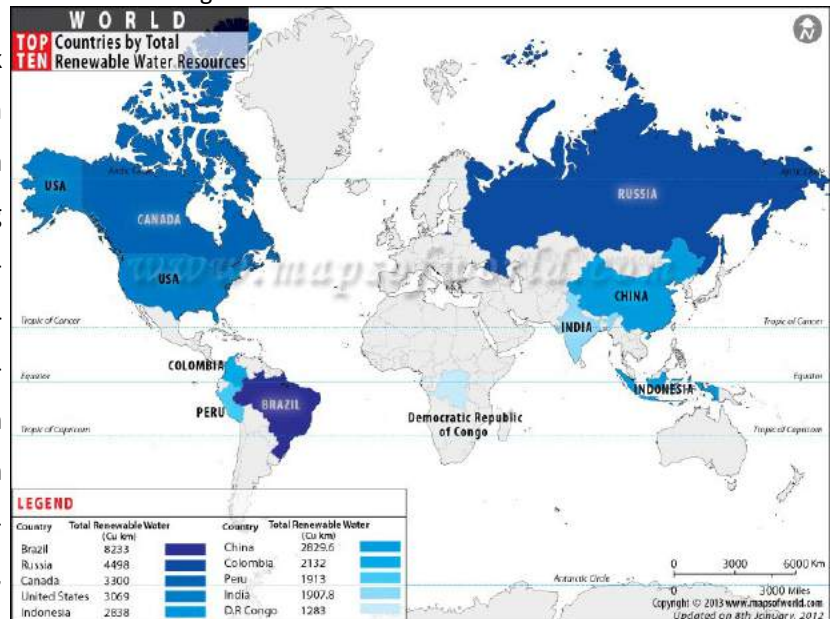 WORLD
TOP TEN Countries by Total
Renewable Water Resources
USA
CANADA
USA
RUSSIA
CHINA
INDIA
INDONESIA
COLOMBIA
PERU
BRAZIL
Democratic Republic
of Congo
www.mapsofworld.com
Tropic of Cancer
Tropic of Cancer
Equator
Equator
Tropic of Capricorn
Tropic of Capricorn
Antarctic Circle
LEGEND
Country Total Renewable Water (Cu km) Country Total Renewable Water (Cu km)
Brazil 8233 China 2829.6
Russia 4498 Colombia 2132
Canada 3300 Peru 1913
United States 3069 India 1907.8
Indonesia 2838 D.R Congo 1283
0 3000 6000 Km
0 3000 Miles
Copyright © 2013 www.mapsofworld.com
Updated on 8th January, 2012